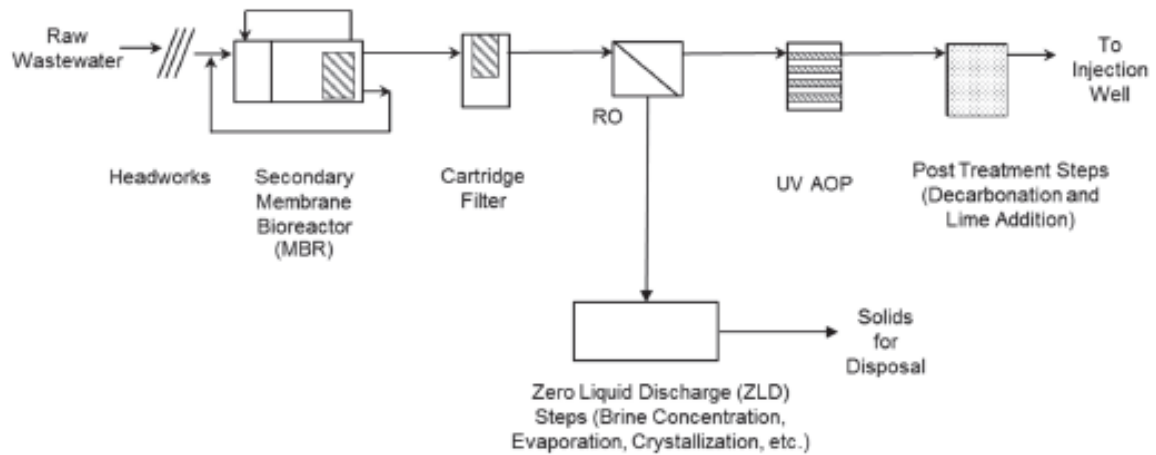 Raw
Wastewater
To
Injection
Well
RO
Headworks
Secondary
Membrane
Bioreactor
(MBR)
Cartridge
Filter
UV AOP
Post Treatment Steps
(Decarbonation and
Lime Addition)
Solids
for
Disposal
Zero Liquid Discharge (ZLD)
Steps (Brine Concentration,
Evaporation, Crystallization, etc.)